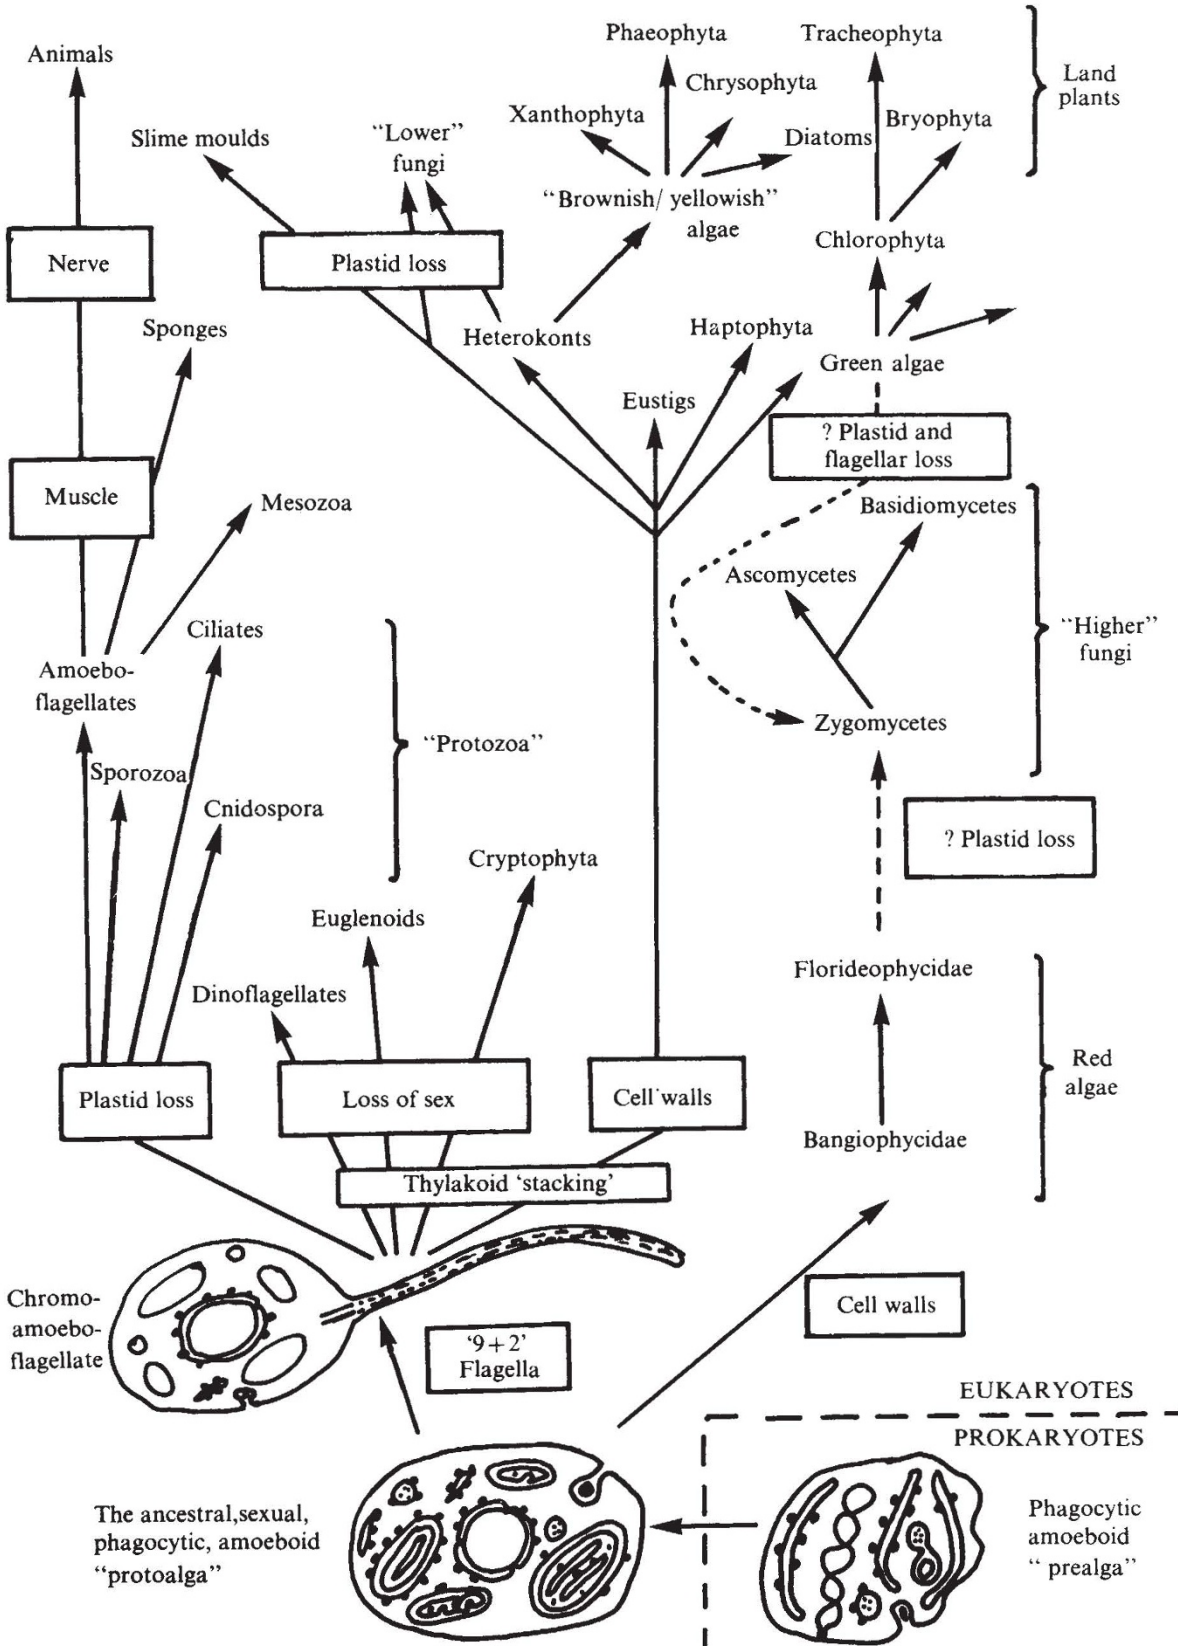 Phaeophyta
Tracheophyta
Animals
Chrysophyta
Land
plants
Xanthophyta
Bryophyta
Slime moulds
"Lower"
fungi
Diatoms
"Brownish/ yellowish"
algae
Chlorophyta
Nerve
Plastid loss
Sponges
Heterokonts
Haptophyta
Green algae
Eustigs
? Plastid and
flagellar loss
Muscle
Mesozoa
Basidiomycetes
Ascomycetes
Ciliates
"Higher"
fungi
Amoebo-
flagellates
Zygomycetes
"Protozoa"
Sporozoa
Cnidospora
? Plastid loss
Cryptophyta
Euglenoids
Florideophycidae
Dinoflagellates
Red
algae
Plastid loss
Loss of sex
Cell walls
Bangiophycidae
Thylakoid 'stacking'
Chromo-
amoebo-
flagellate
Cell walls
'9+2'
Flagella
EUKARYOTES
PROKARYOTES
The ancestral,sexual,
phagocytic, amoeboid
"protoalga"
Phagocytic
amoeboid
" prealga"